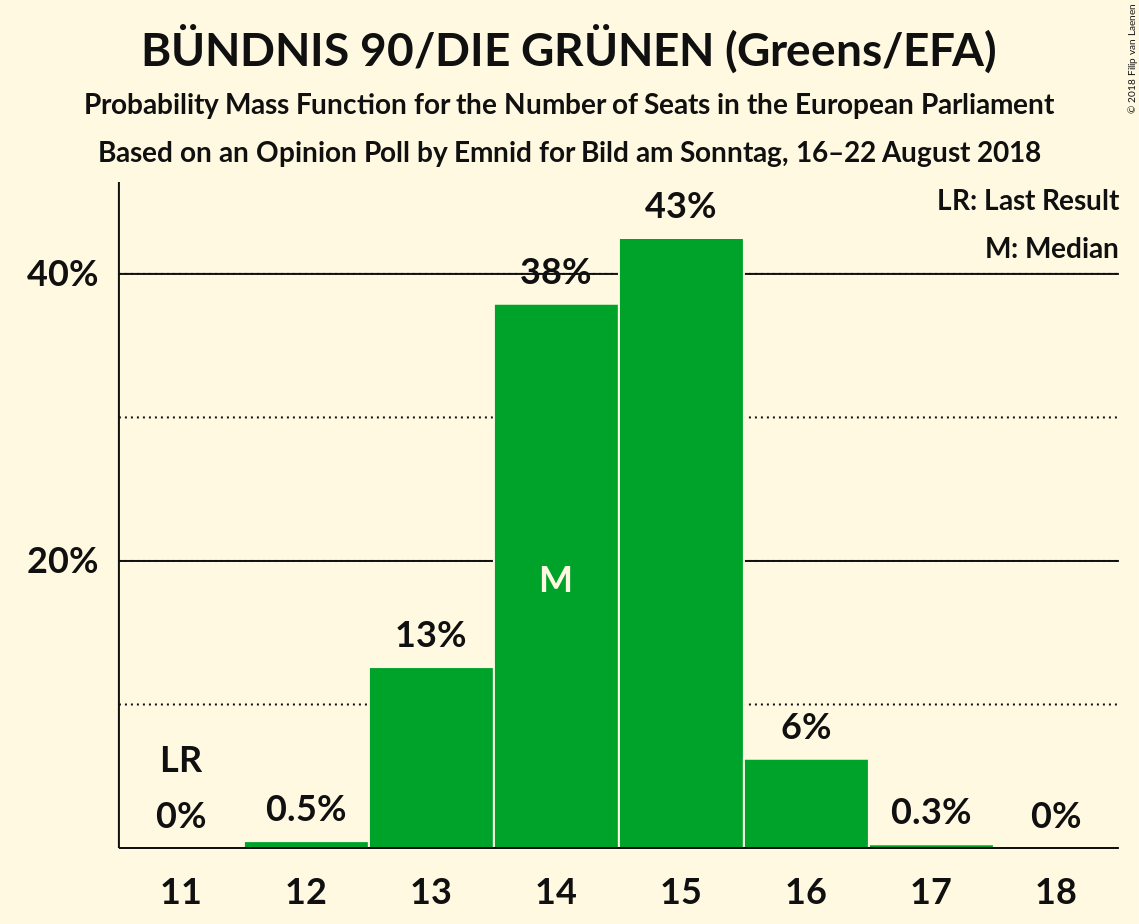 BÜNDNIS 90/DIE GRÜNEN (Greens/EFA)
Probability Mass Function for the Number of Seats in the European Parliament
Based on an Opinion Poll by Emnid for Bild am Sonntag, 16–22 August 2018
© 2018 Filip van Laenen
LR: Last Result
M: Median
43%
40%
38%
20%
M
13%
6%
LR
0%
0.5%
0.3%
0%
11 12 13 14 15 16 17 18